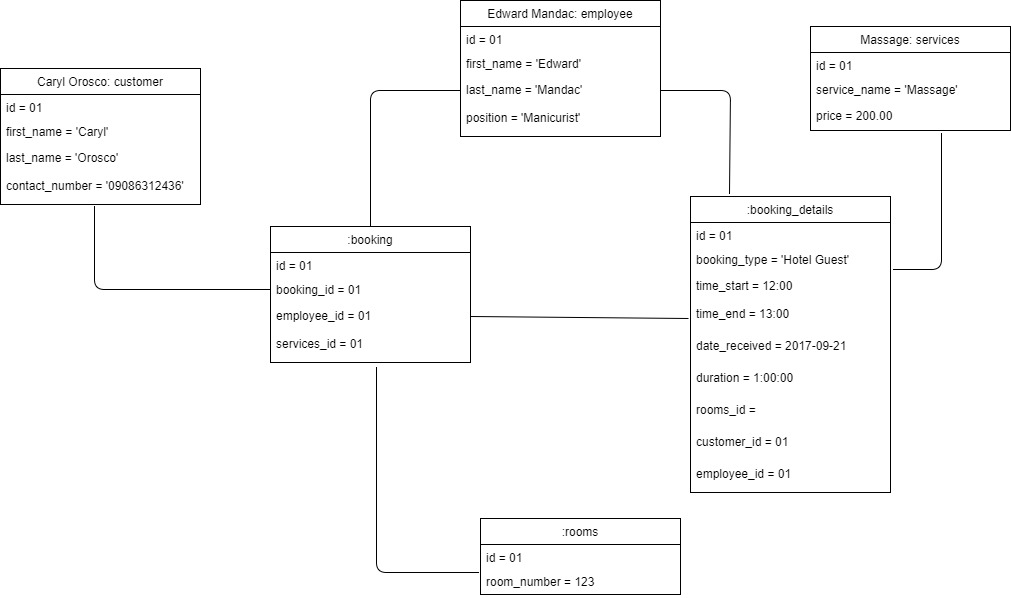 Edward Mandac: employee
id = 01
first_name = 'Edward'
last_name = 'Mandac'
position = 'Manicurist'
Massage: services
id = 01
service_name = 'Massage'
price = 200.00
Caryl Orosco: customer
id = 01
first_name = 'Caryl'
last_name = 'Orosco'
contact_number = '09086312436'
:booking
id = 01
booking_id = 01
employee_id = 01
services_id = 01
:booking_details
id = 01
booking_type = 'Hotel Guest'
time_start = 12:00
time_end = 13:00
date_received = 2017-09-21
duration = 1:00:00
rooms_id =
customer_id = 01
employee_id = 01
:rooms
id = 01
room_number = 123